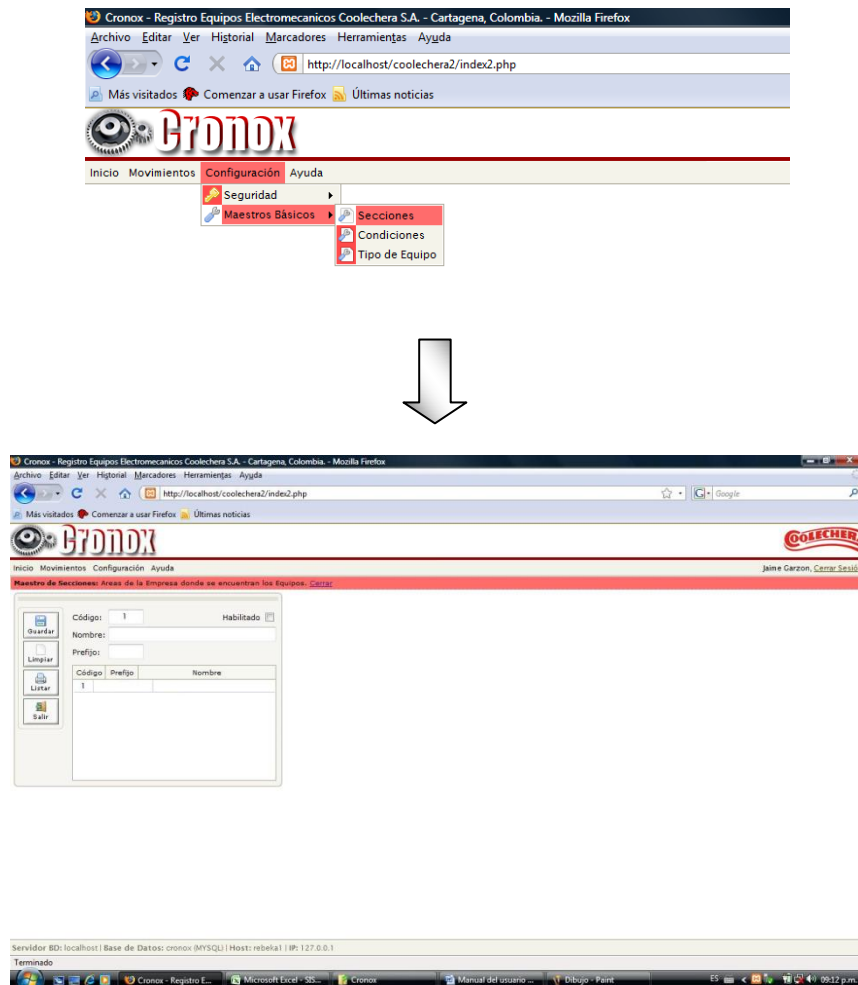 Cronox - Registro Equipos Electromecanicos Coolechera S.A. - Cartagena, Colombia. - Mozilla Firefox
Archivo Editar Ver Historial Marcadores Herramientas Ayuda
http://localhost/coolechera2/index2.php
Más visitados Comenzar a usar Firefox Últimas noticias
Cronox
Inicio Movimientos Configuración Ayuda
Seguridad
Maestros Básicos Secciones
Condiciones
Tipo de Equipo
Cronox - Registro Equipos Electromecanicos Coolechera S.A. - Cartagena, Colombia. - Mozilla Firefox
Archivo Editar Ver Historial Marcadores Herramientas Ayuda
http://localhost/coolechera2/index2.php Google
Más visitados Comenzar a usar Firefox Últimas noticias
Cronox COOLECHER
Inicio Movimientos Configuración Ayuda Jaime Garzon, Cerrar Sesió
Maestro de Secciones: Areas de la Empresa donde se encuentran los Equipos. Cerrar
Guardar
Limpiar
Listar
Salir
Código: 1 Habilitado
Nombre:
Prefijo:
Código Prefijo Nombre
1
Servidor BD: localhost | Base de Datos: cronox (MYSQL) | Host: rebeka1 | IP: 127.0.0.1
Terminado
Cronox - Registro E... Microsoft Excel - SIS... Cronox Manual del usuario ... Dibujo - Paint ES 09:12 p.m.